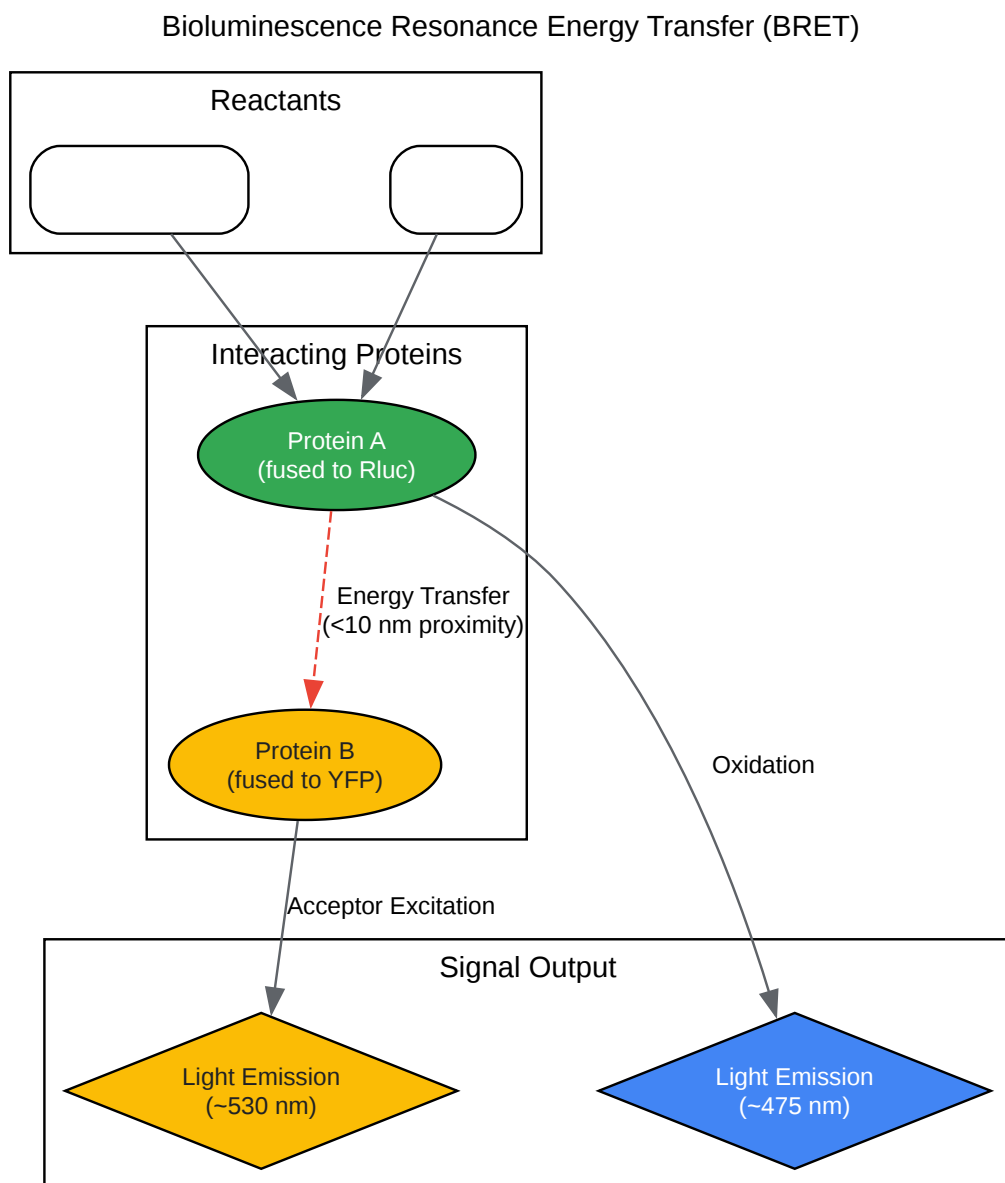 Bioluminescence Resonance Energy Transfer (BRET)
Reactants
Interacting Proteins
Protein A
(fused to Rluc)
Energy Transfer
(<10 nm proximity)
Protein B
(fused to YFP)
Oxidation
Acceptor Excitation
Signal Output
Light Emission
(~530 nm)
Light Emission
(~475 nm)